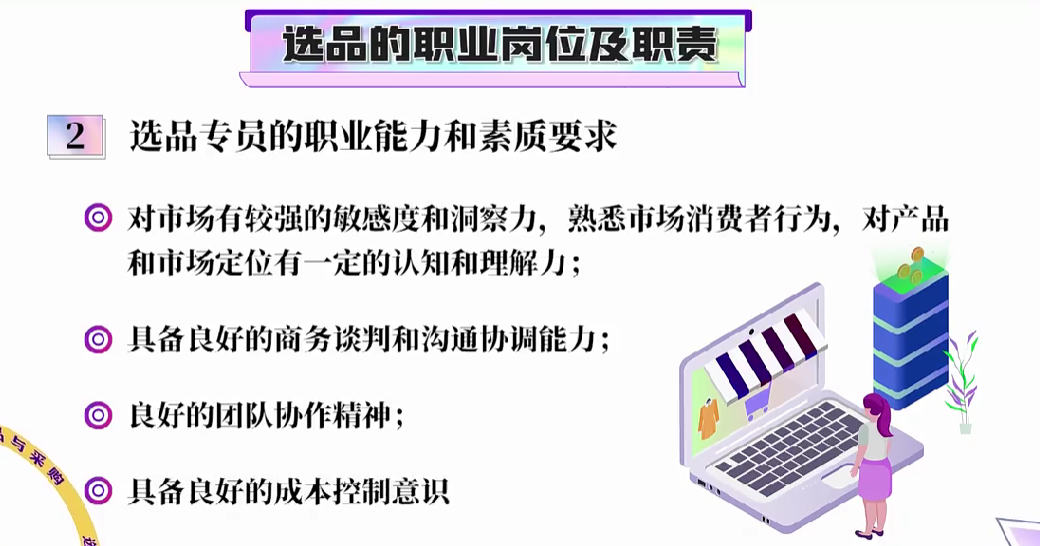 选品的职业岗位及职责
2
选品专员的职业能力和素质要求
对市场有较强的敏感度和洞察力，熟悉市场消费者行为，对产品
和市场定位有一定的认知和理解力；
具备良好的商务谈判和沟通协调能力；
良好的团队协作精神；
具备良好的成本控制意识
与采购